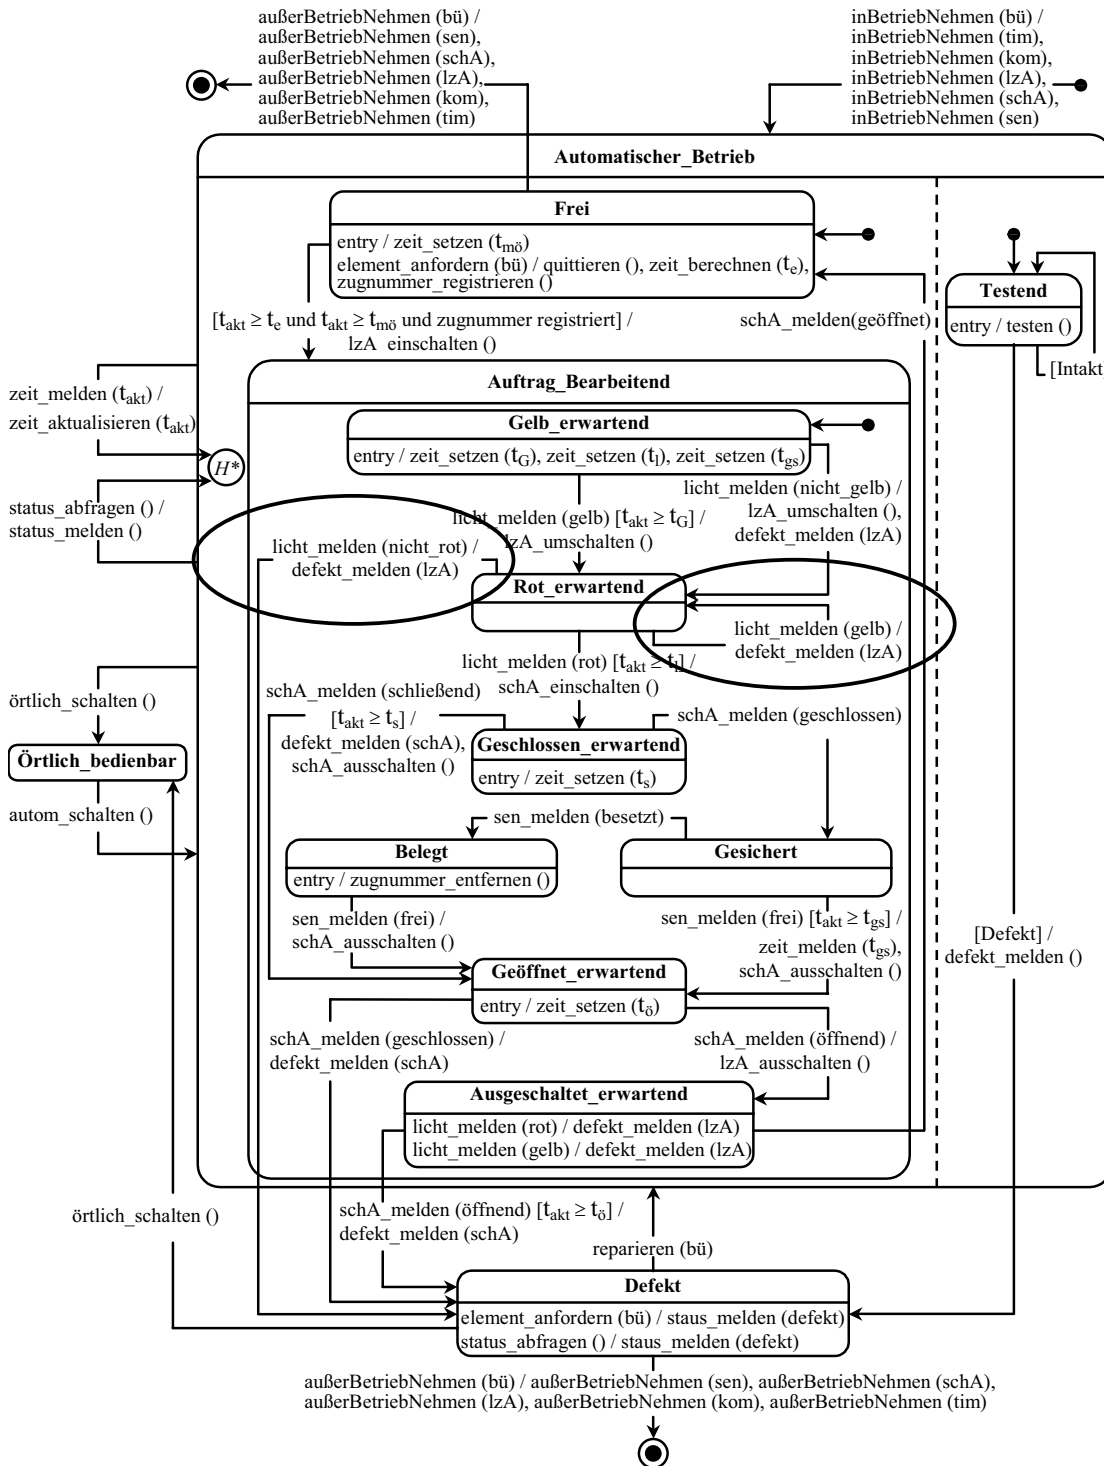 außerBetriebNehmen (bü) /
außerBetriebNehmen (sen),
außerBetriebNehmen (schA),
außerBetriebNehmen (lzA),
außerBetriebNehmen (kom),
außerBetriebNehmen (tim)
inBetriebNehmen (bü) /
inBetriebNehmen (tim),
inBetriebNehmen (kom),
inBetriebNehmen (lzA),
inBetriebNehmen (schA),
inBetriebNehmen (sen)
Automatischer_Betrieb
Frei
entry / zeit_setzen (tmö)
element_anfordern (bü) / quittieren (), zeit_berechnen (te),
zugnummer_registrieren ()
Testend
entry / testen ()
[Intakt]
[takt ≥ te und takt ≥ tmö und zugnummer registriert] /
lzA_einschalten ()
schA_melden(geöffnet)
Auftrag_Bearbeitend
zeit_melden (takt) /
zeit_aktualisieren (takt)
Gelb_erwartend
entry / zeit_setzen (tG), zeit_setzen (tl), zeit_setzen (tgs)
H*
status_abfragen () /
status_melden ()
licht_melden (gelb) [takt ≥ tG] /
lzA_umschalten ()
licht_melden (nicht_gelb) /
lzA_umschalten (),
defekt_melden (lzA)
licht_melden (nicht_rot) /
defekt_melden (lzA)
Rot_erwartend
licht_melden (gelb) /
defekt_melden (lzA)
licht_melden (rot) [takt ≥ tl] /
schA_einschalten ()
örtlich_schalten ()
schA_melden (schließend)
[takt ≥ ts] /
defekt_melden (schA),
schA_ausschalten ()
schA_melden (geschlossen)
Geschlossen_erwartend
entry / zeit_setzen (ts)
Örtlich_bedienbar
autom_schalten ()
sen_melden (besetzt)
Belegt
entry / zugnummer_entfernen ()
Gesichert
sen_melden (frei) /
schA_ausschalten ()
sen_melden (frei) [takt ≥ tgs] /
zeit_melden (tgs),
schA_ausschalten ()
[Defekt] /
defekt_melden ()
Geöffnet_erwartend
entry / zeit_setzen (tö)
schA_melden (geschlossen) /
defekt_melden (schA)
schA_melden (öffnend) /
lzA_ausschalten ()
Ausgeschaltet_erwartend
licht_melden (rot) / defekt_melden (lzA)
licht_melden (gelb) / defekt_melden (lzA)
örtlich_schalten ()
schA_melden (öffnend) [takt ≥ tö] /
defekt_melden (schA)
reparieren (bü)
Defekt
element_anfordern (bü) / staus_melden (defekt)
status_abfragen () / staus_melden (defekt)
außerBetriebNehmen (bü) / außerBetriebNehmen (sen), außerBetriebNehmen (schA),
außerBetriebNehmen (lzA), außerBetriebNehmen (kom), außerBetriebNehmen (tim)